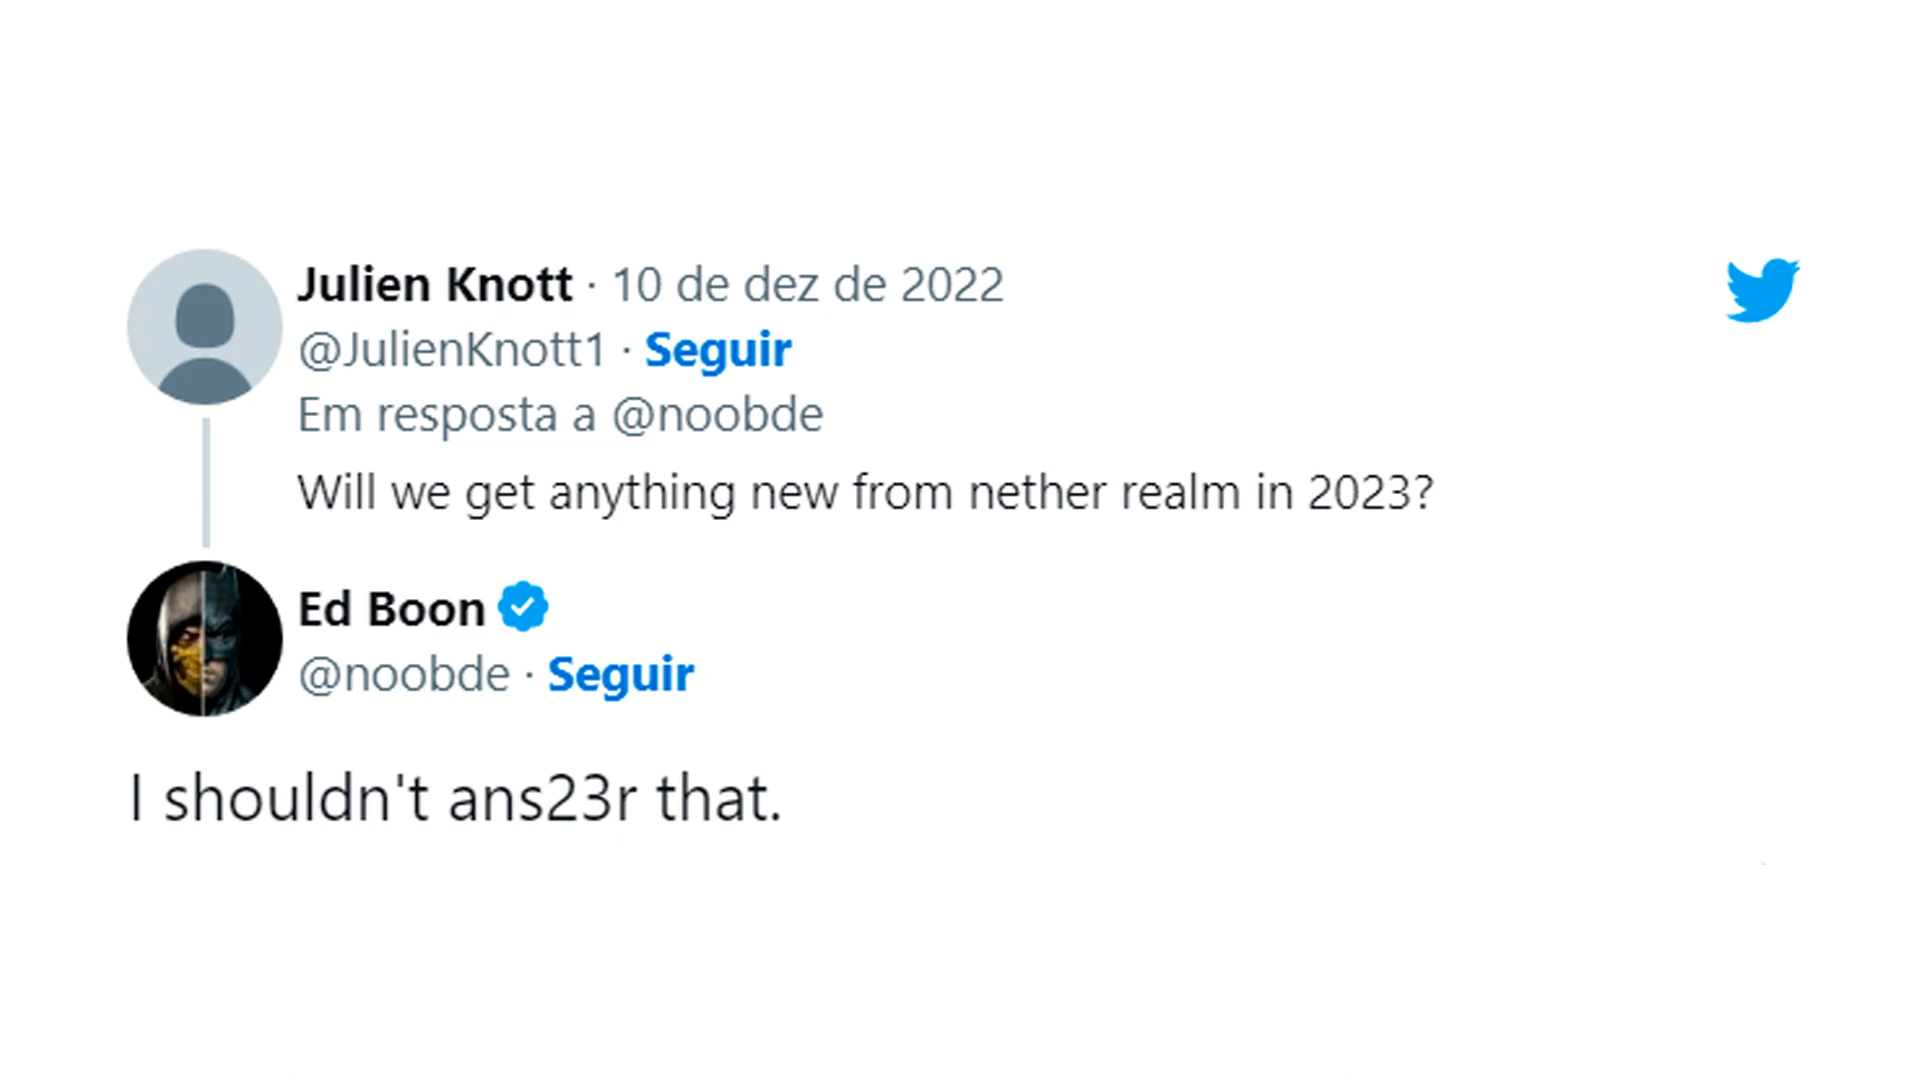 Julien Knott · 10 de dez de 2022
@JulienKnott1 · Seguir
Em resposta a @noobde
Will we get anything new from nether realm in 2023?
Ed Boon
@noobde · Seguir
I shouldn't ans23r that.